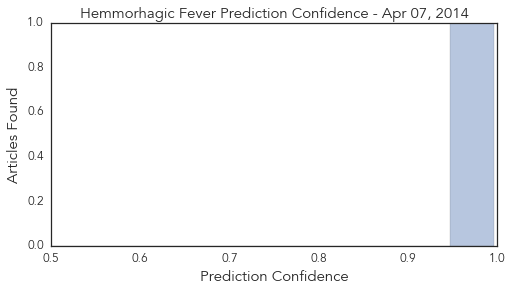 Hemmorhagic Fever Prediction Confidence - Apr 07, 2014
1.0
0.8
0.6
0.4
0.2
0.0
Articles Found
0.5 0.6 0.7 0.8 0.9 1.0
Prediction Confidence